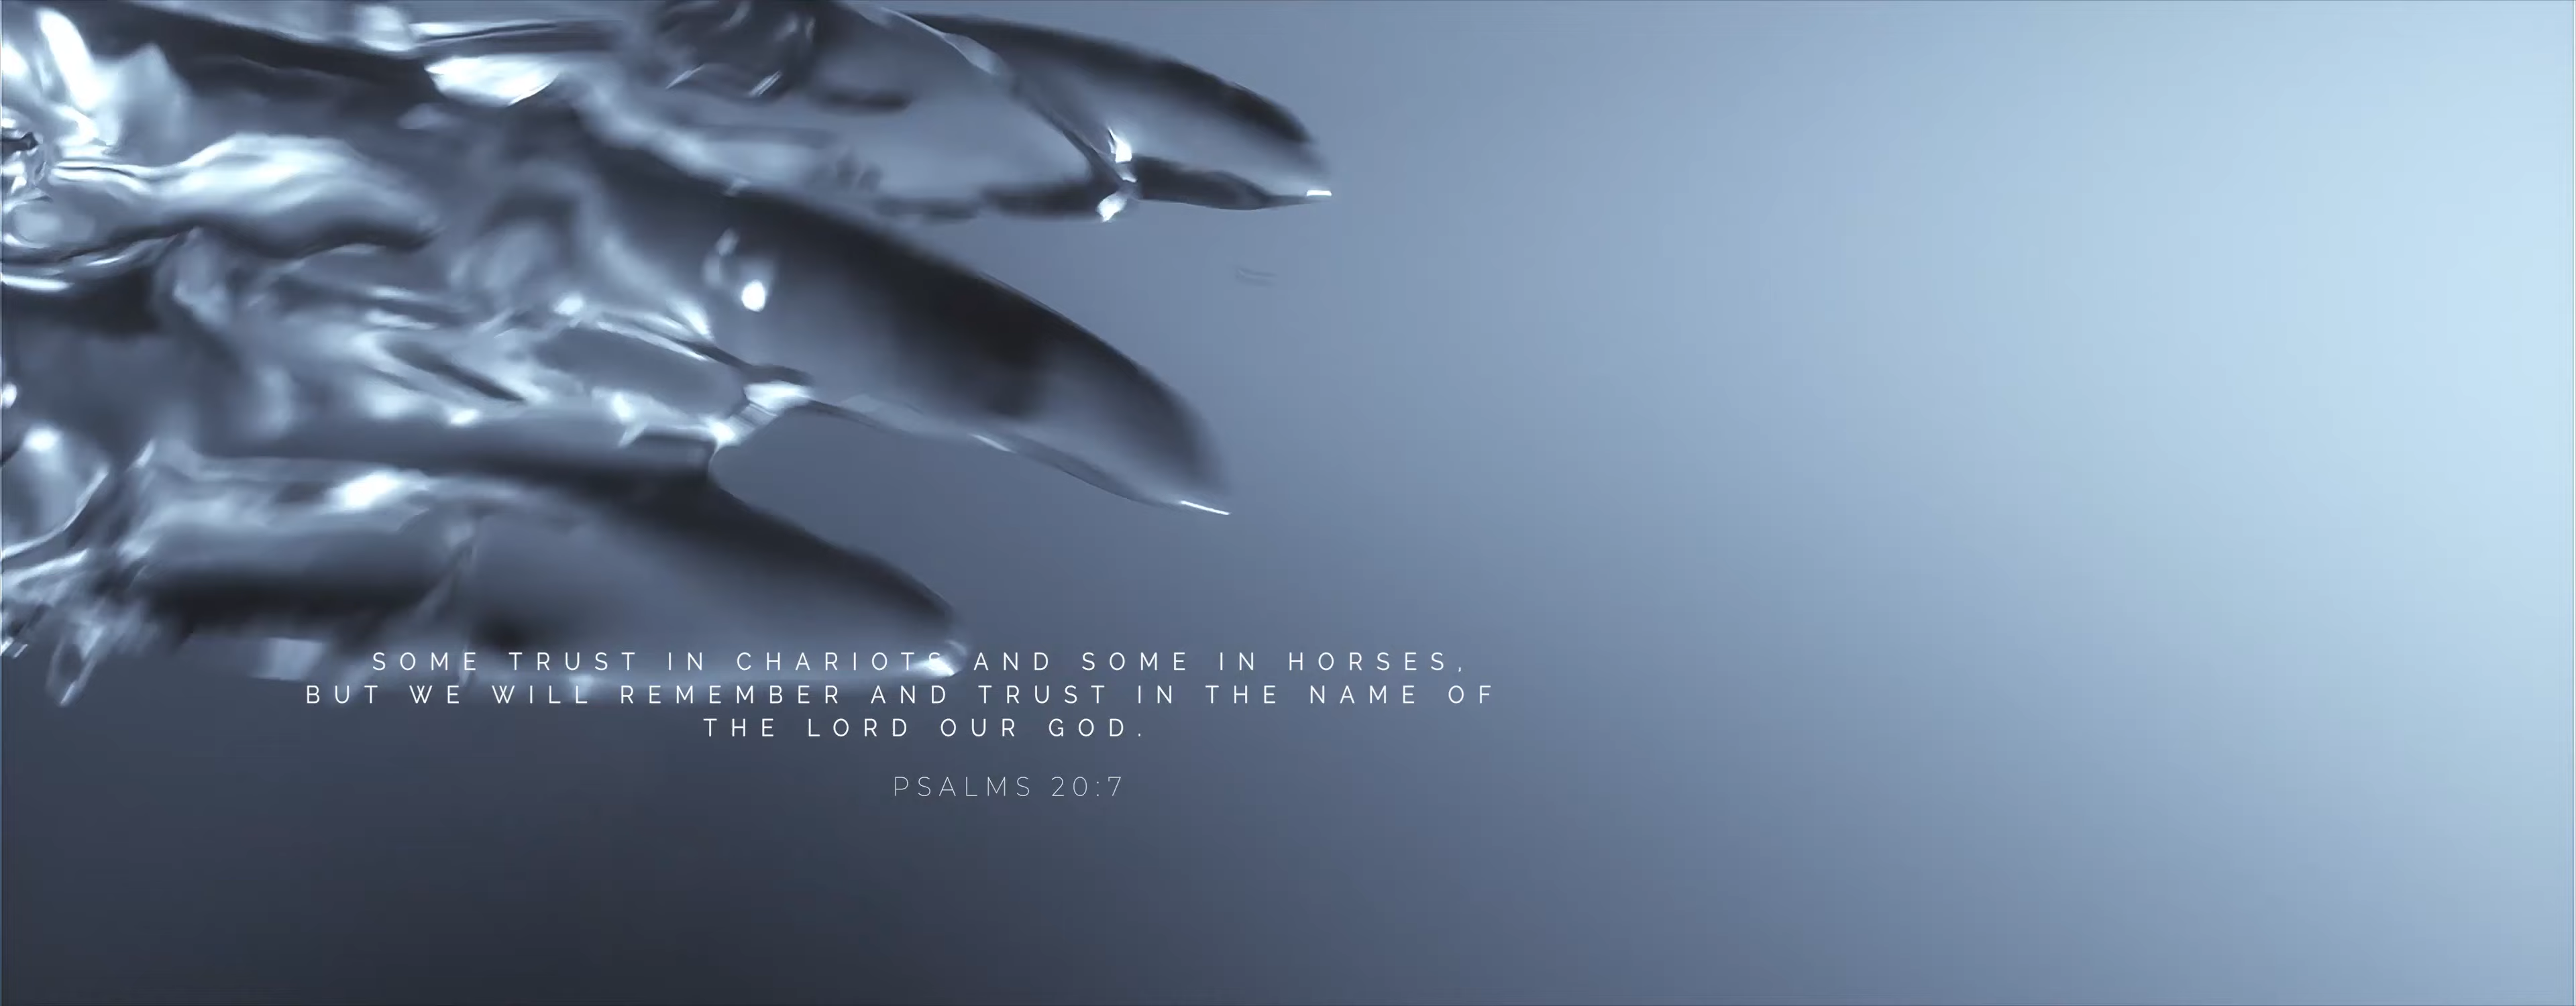 SOME TRUST IN CHARIOTS AND SOME IN HORSES,
BUT WE WILL REMEMBER AND TRUST IN THE NAME OF
THE LORD OUR GOD.
PSALMS 20:7